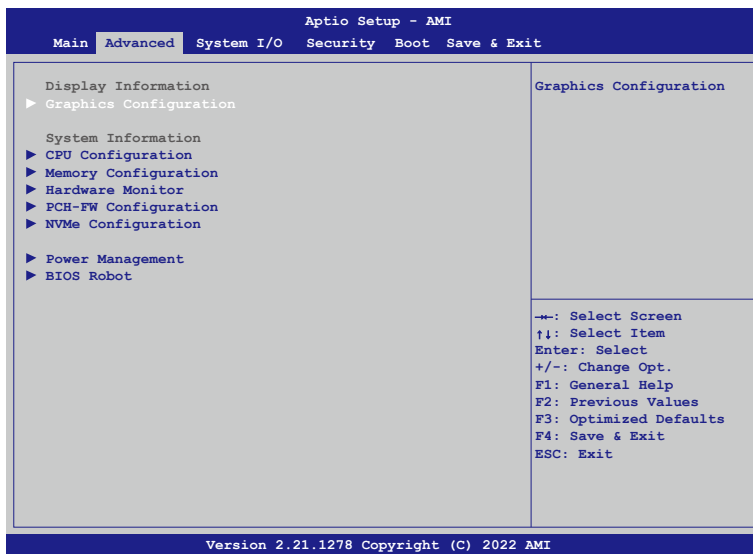 Aptio Setup - AMI
Main Advanced System I/O Security Boot Save & Exit
Display Information
▶ Graphics Configuration
System Information
▶ CPU Configuration
▶ Memory Configuration
▶ Hardware Monitor
▶ PCH-FW Configuration
▶ NVMe Configuration
▶ Power Management
▶ BIOS Robot
Graphics Configuration
→←: Select Screen
↑↓: Select Item
Enter: Select
+/-: Change Opt.
F1: General Help
F2: Previous Values
F3: Optimized Defaults
F4: Save & Exit
ESC: Exit
Version 2.21.1278 Copyright (C) 2022 AMI